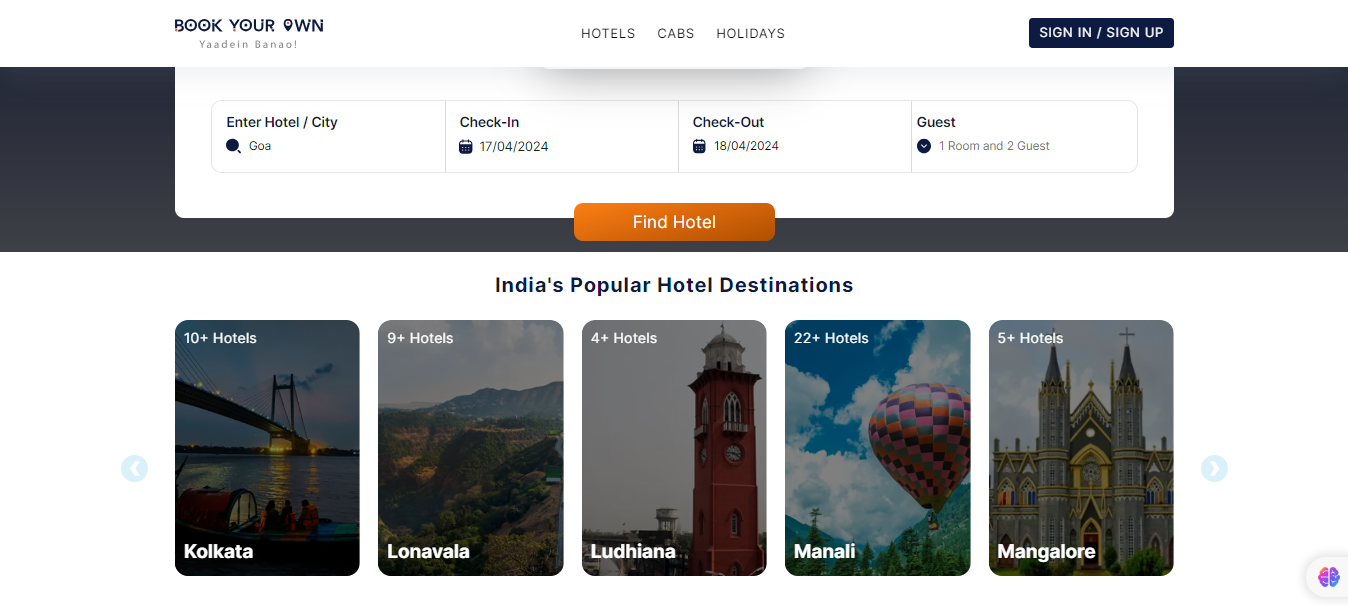 BOOK YOUR OWN
Yaadein Banao!
HOTELS
CABS
HOLIDAYS
SIGN IN / SIGN UP
Enter Hotel / City
Goa
Check-In
17/04/2024
Check-Out
18/04/2024
Guest
1 Room and 2 Guest
Find Hotel
India's Popular Hotel Destinations
10+ Hotels
Kolkata
9+ Hotels
Lonavala
4+ Hotels
Ludhiana
22+ Hotels
Manali
5+ Hotels
Mangalore